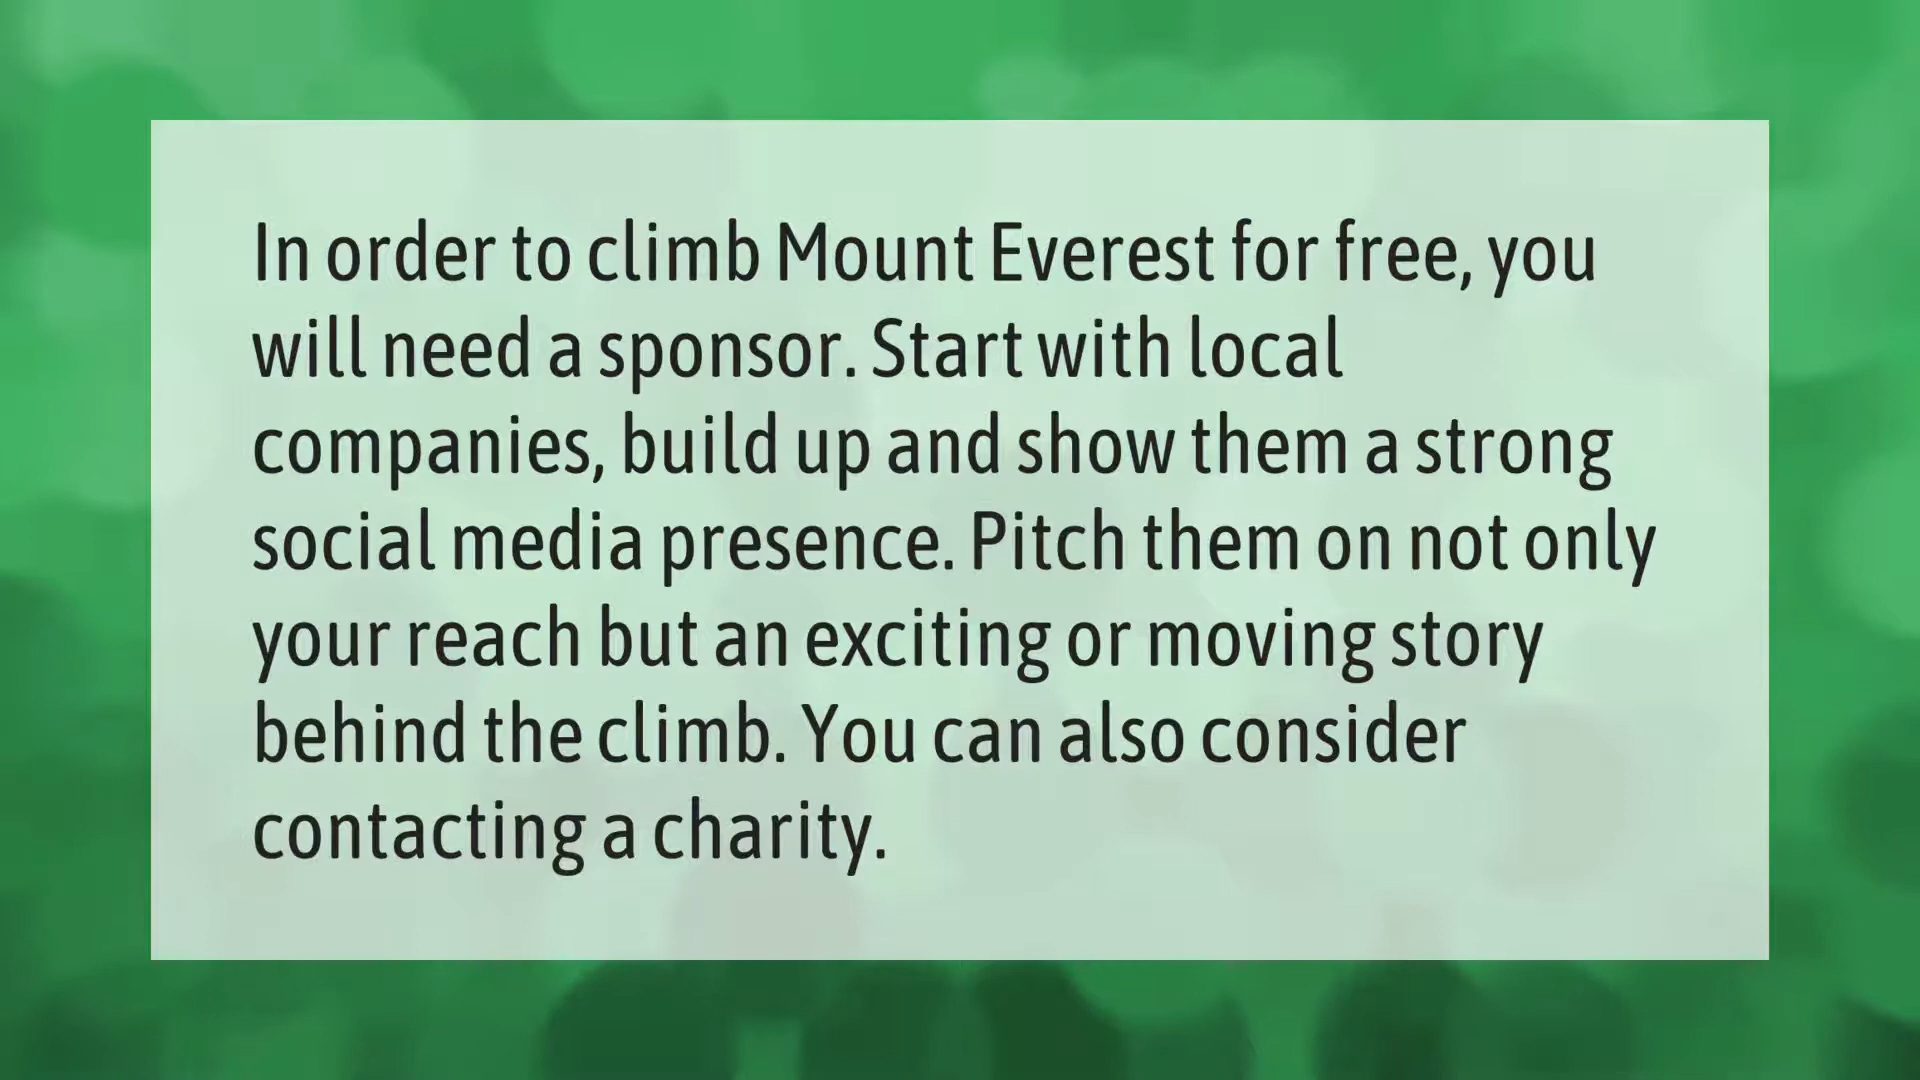 In order to climb Mount Everest for free, you
will need a sponsor. Start with local
companies, build up and show them a strong
social media presence. Pitch them on not only
your reach but an exciting or moving story
behind the climb. You can also consider
contacting a charity.